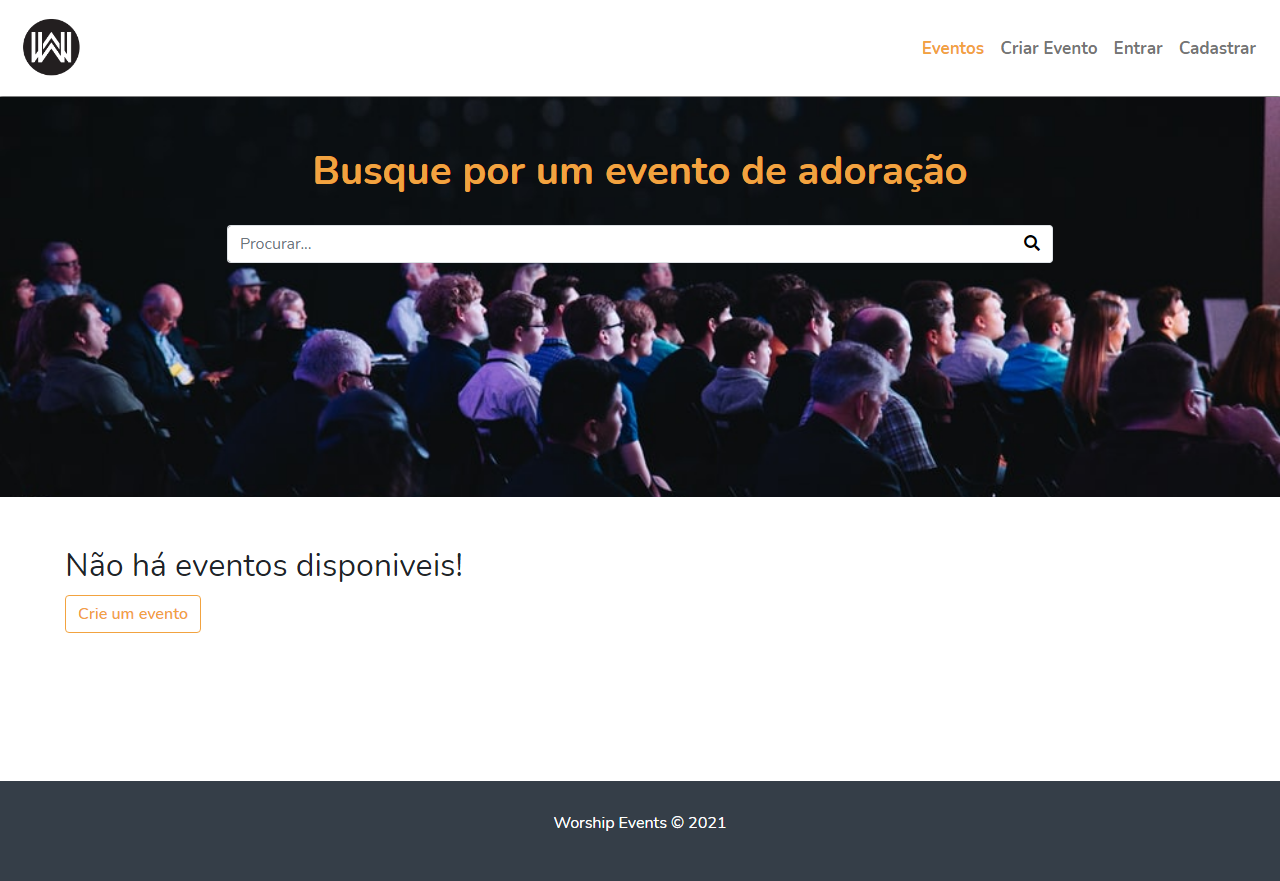 Eventos Criar Evento Entrar Cadastrar
Busque por um evento de adoração
Procurar...
Não há eventos disponiveis!
Crie um evento
Worship Events © 2021